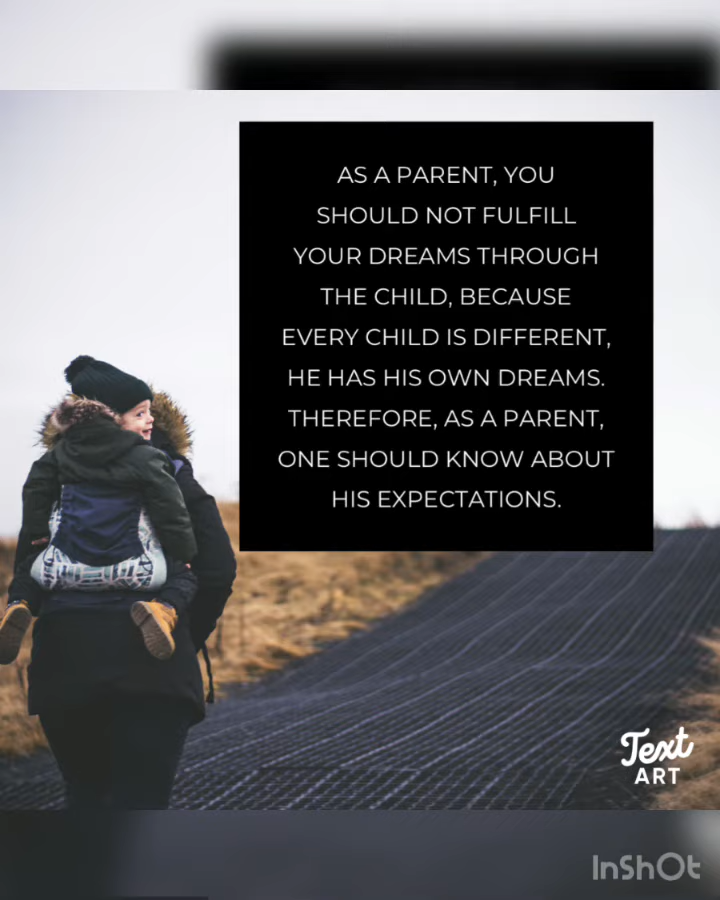 AS A PARENT, YOU
SHOULD NOT FULFILL
YOUR DREAMS THROUGH
THE CHILD, BECAUSE
EVERY CHILD IS DIFFERENT,
HE HAS HIS OWN DREAMS.
THEREFORE, AS A PARENT,
ONE SHOULD KNOW ABOUT
HIS EXPECTATIONS.
Text
ART
InShOt